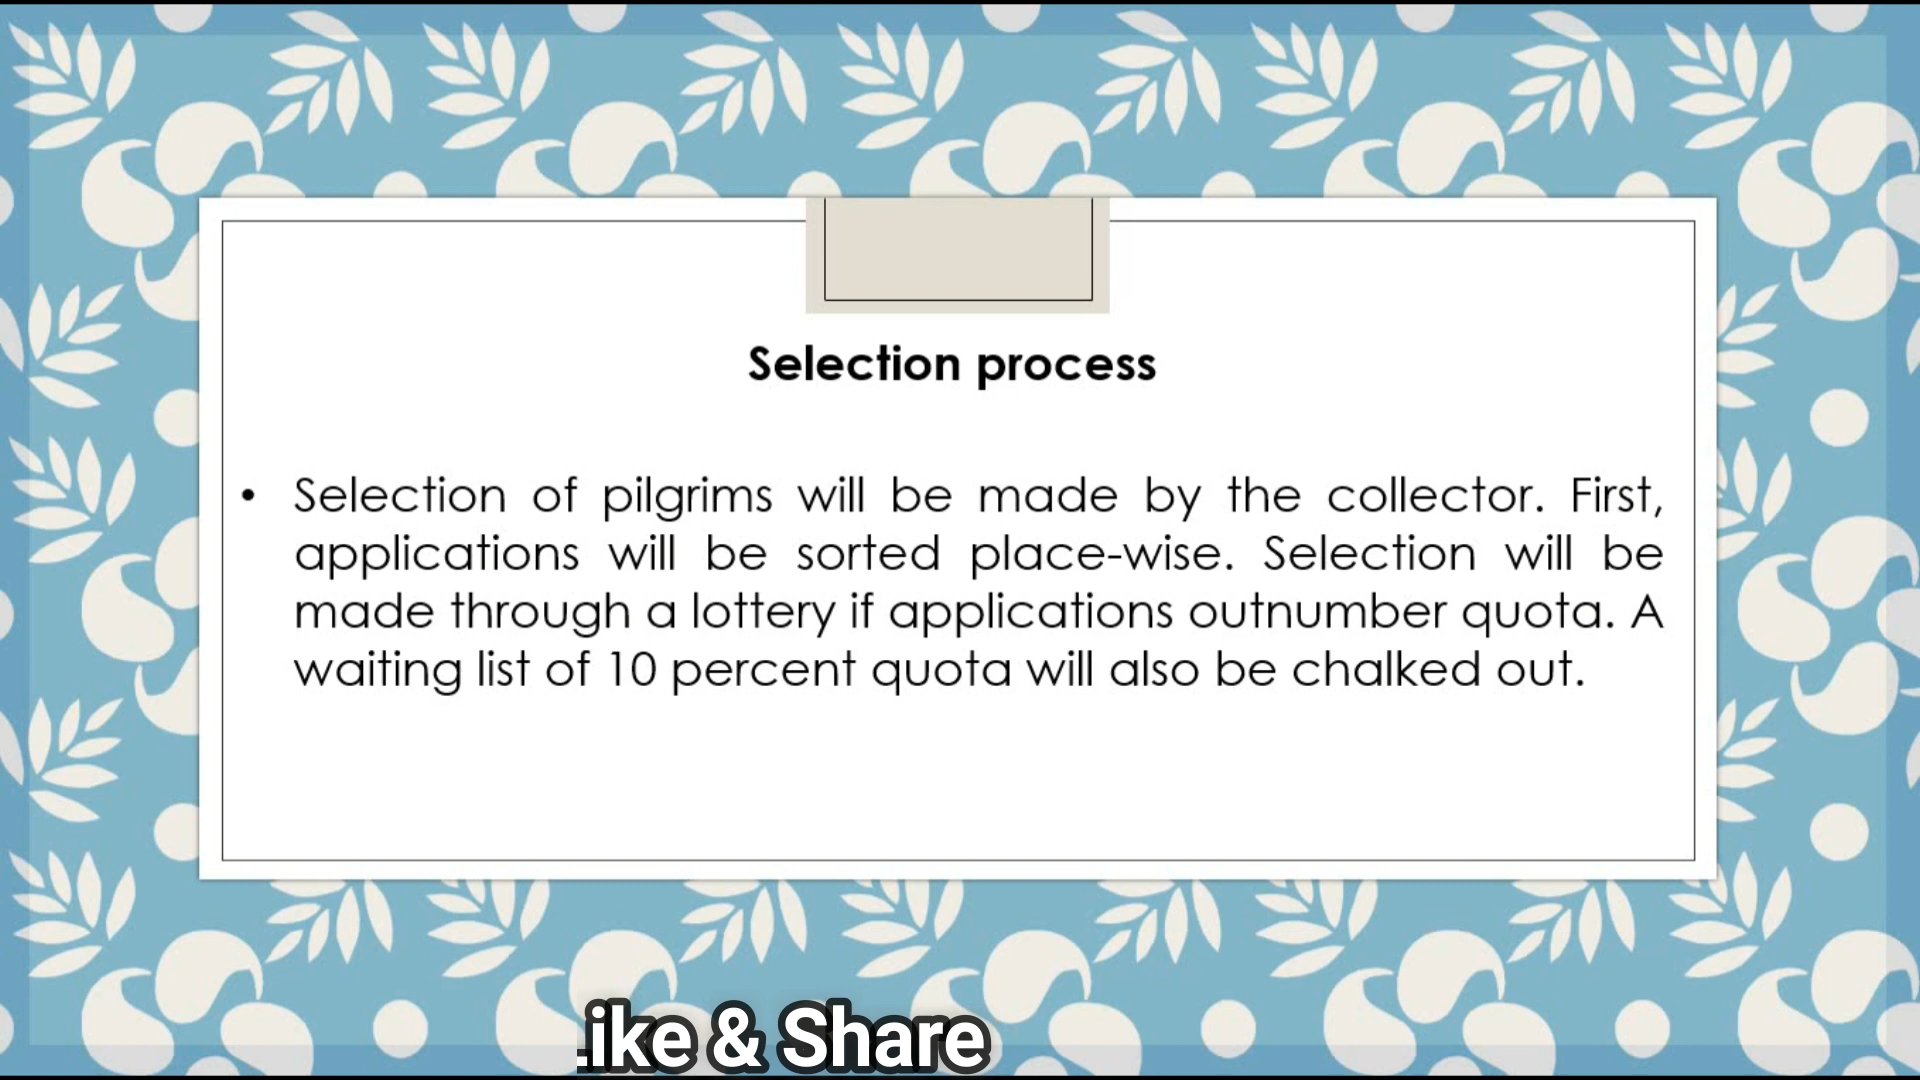 Selection process
• Selection of pilgrims will be made by the collector. First,
applications will be sorted place-wise. Selection will be
made through a lottery if applications outnumber quota. A
waiting list of 10 percent quota will also be chalked out.
ike & Share